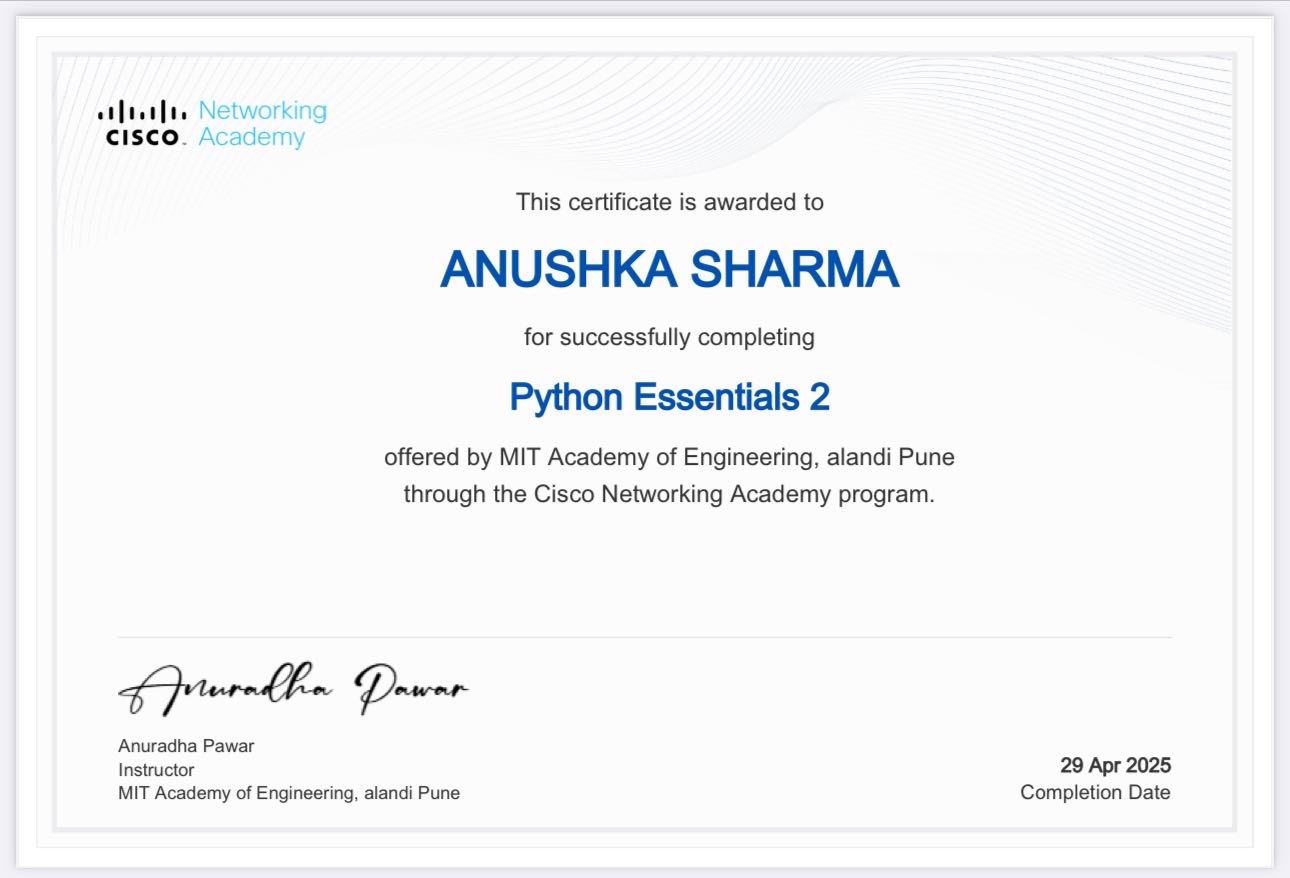 CISCO™ Networking
Academy
This certificate is awarded to
ANUSHKA SHARMA
for successfully completing
Python Essentials 2
offered by MIT Academy of Engineering, alandi Pune
through the Cisco Networking Academy program.
Anuradha Pawar
Anuradha Pawar
Instructor
MIT Academy of Engineering, alandi Pune
29 Apr 2025
Completion Date